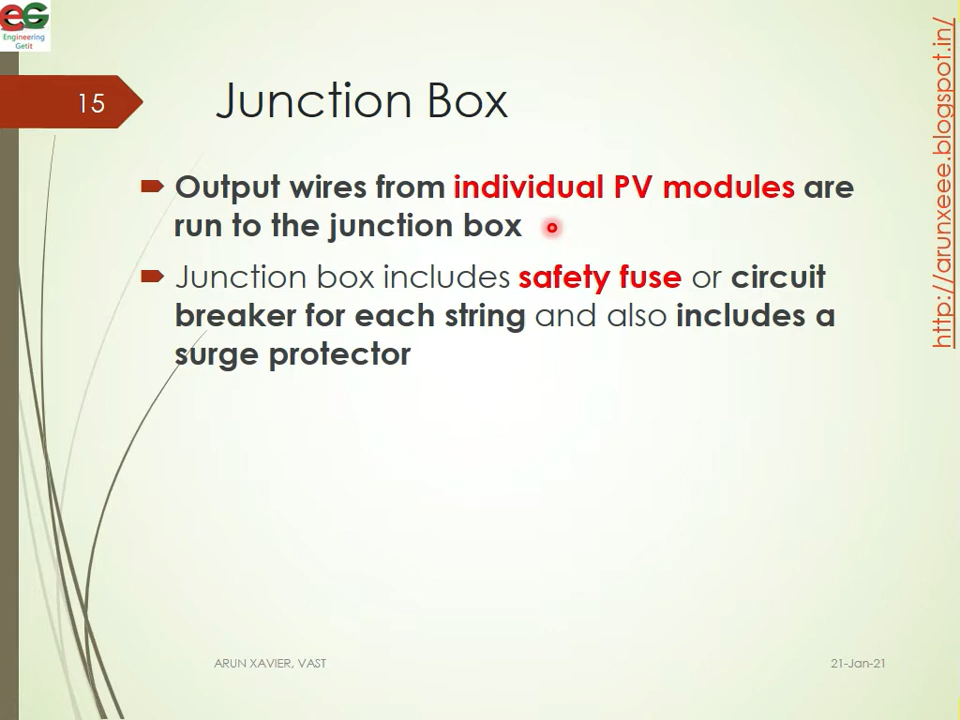 EG
Engineering
Getit
15
Junction Box
Output wires from individual PV modules are
run to the junction box
Junction box includes safety fuse or circuit
breaker for each string and also includes a
surge protector
http://arunxeee.blogspot.in/
ARUN XAVIER, VAST
21-Jan-21